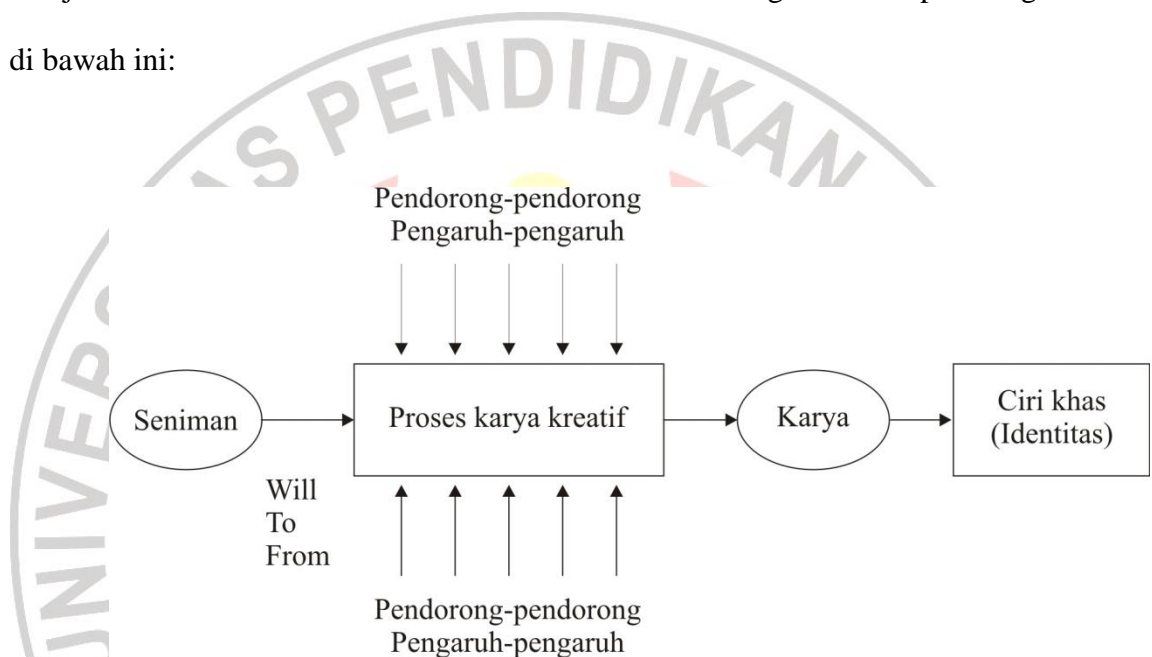 di bawah ini:
PENDIDIKAN
Pendorong-pendorong
Pengaruh-pengaruh
Seniman
Proses karya kreatif
Karya
Ciri khas
(Identitas)
Will
To
From
Pendorong-pendorong
Pengaruh-pengaruh